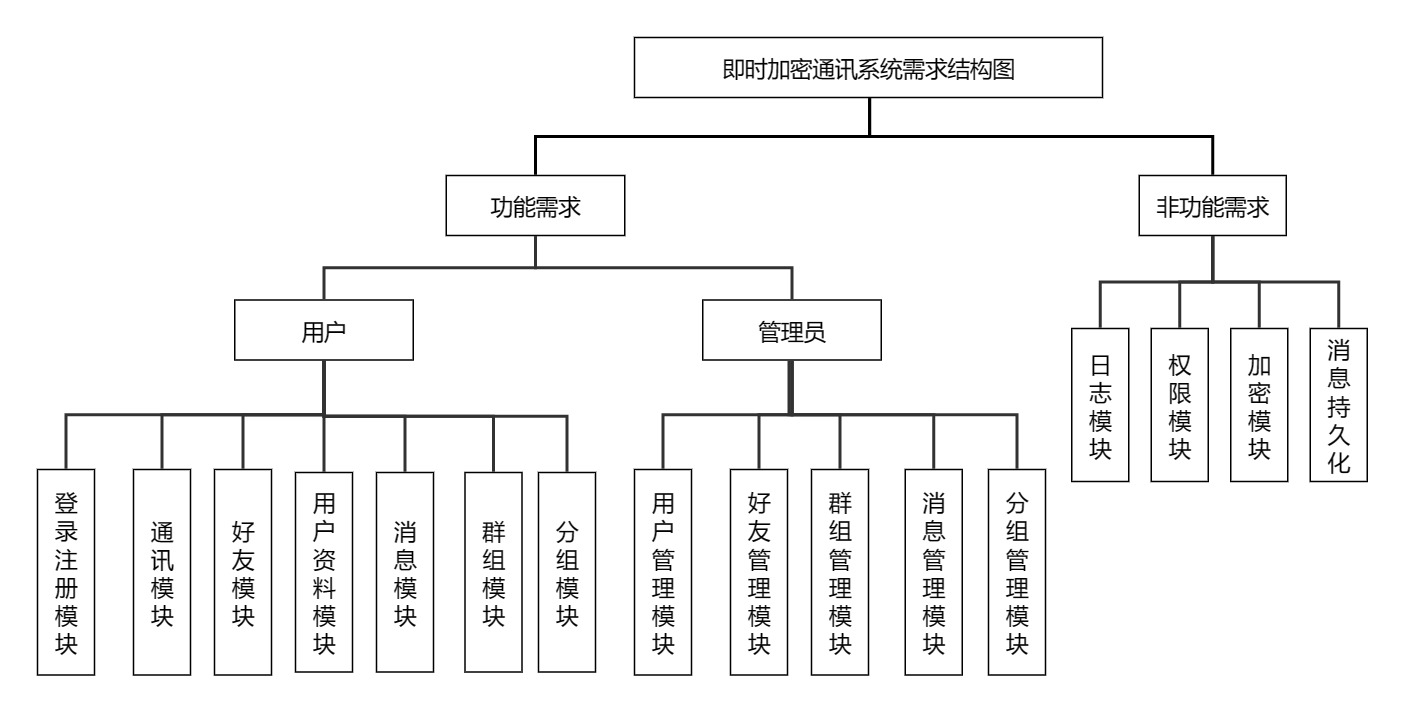 即时加密通讯系统需求结构图
功能需求
非功能需求
用户
管理员
日志模块
权限模块
加密模块
消息持久化
登录注册模块
通讯模块
好友模块
用户资料模块
消息模块
群组模块
分组模块
用户管理模块
好友管理模块
群组管理模块
消息管理模块
分组管理模块